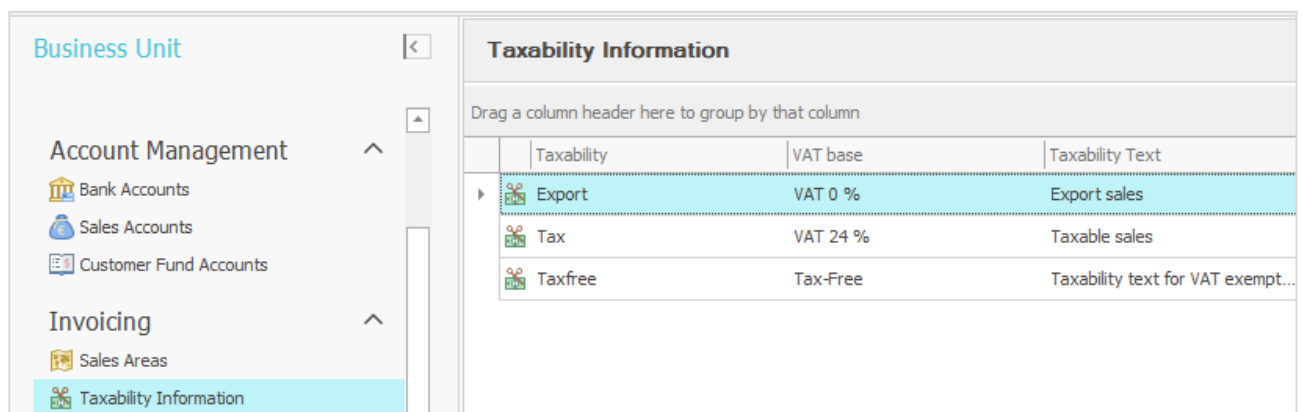 Business Unit
Account Management
Bank Accounts
Sales Accounts
Customer Fund Accounts
Invoicing
Sales Areas
Taxability Information
Taxability Information
Drag a column header here to group by that column
Taxability VAT base Taxability Text
Export VAT 0 % Export sales
Tax VAT 24 % Taxable sales
Taxfree Tax-Free Taxability text for VAT exempt...